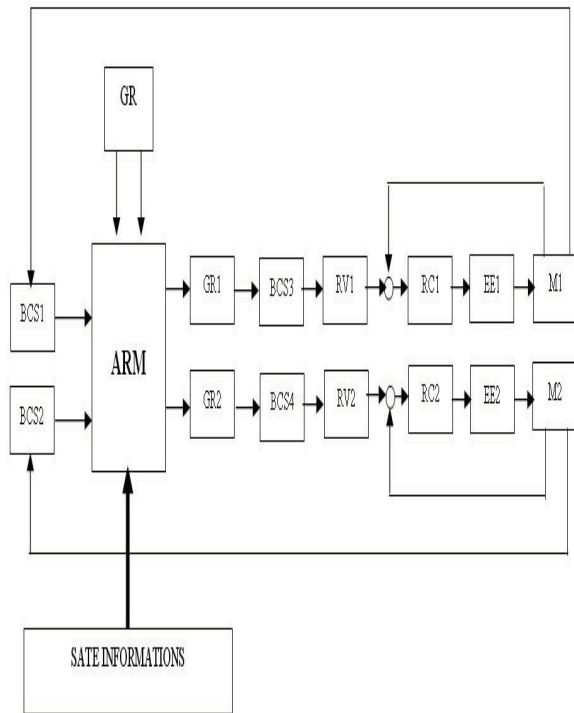 GR
BCS1
BCS2
ARM
GR1
BCS3
RV1
RC1
EE1
M1
GR2
BCS4
RV2
RC2
EE2
M2
SATE INFORMATIONS